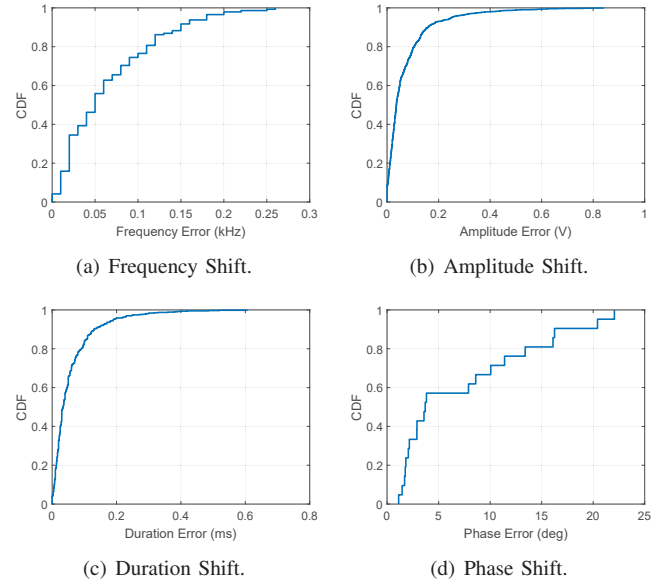 1
0.8
0.6
0.4
0.2
0
CDF
0 0.05 0.1 0.15 0.2 0.25 0.3
Frequency Error (kHz)
(a) Frequency Shift.
1
0.8
0.6
0.4
0.2
0
CDF
0 0.2 0.4 0.6 0.8 1
Amplitude Error (V)
(b) Amplitude Shift.
1
0.8
0.6
0.4
0.2
0
CDF
0 0.2 0.4 0.6 0.8
Duration Error (ms)
(c) Duration Shift.
1
0.8
0.6
0.4
0.2
0
CDF
0 5 10 15 20 25
Phase Error (deg)
(d) Phase Shift.